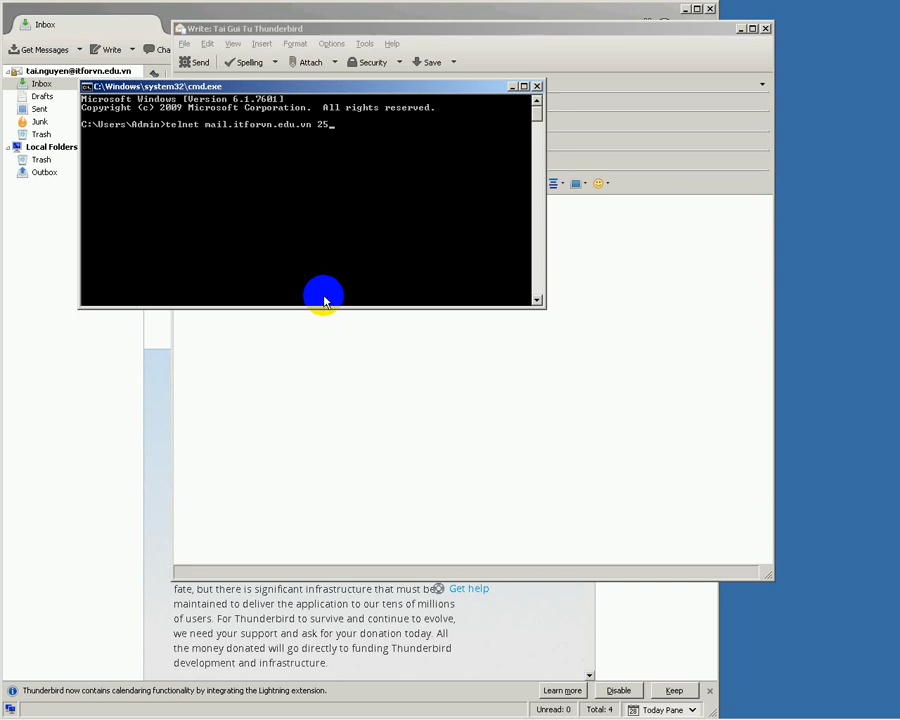 Inbox
Write: Tai Gui Tu Thunderbird
Get Messages Write Cha
File Edit View Insert Format Options Tools Help
Send Spelling Attach Security Save
tai.nguyen@itforvn.edu.vn
Inbox
Drafts
Sent
Junk
Trash
Local Folders
Trash
Outbox
C:\Windows\system32\cmd.exe
Microsoft Windows [Version 6.1.7601]
Copyright (c) 2009 Microsoft Corporation. All rights reserved.
C:\Users\Admin>telnet mail.itforvn.edu.vn 25_
fate, but there is significant infrastructure that must be
Get help
maintained to deliver the application to our tens of millions
of users. For Thunderbird to survive and continue to evolve,
we need your support and ask for your donation today. All
the money donated will go directly to funding Thunderbird
development and infrastructure.
Thunderbird now contains calendaring functionality by integrating the Lightning extension.
Learn more Disable Keep
Unread: 0 Total: 4 28 Today Pane